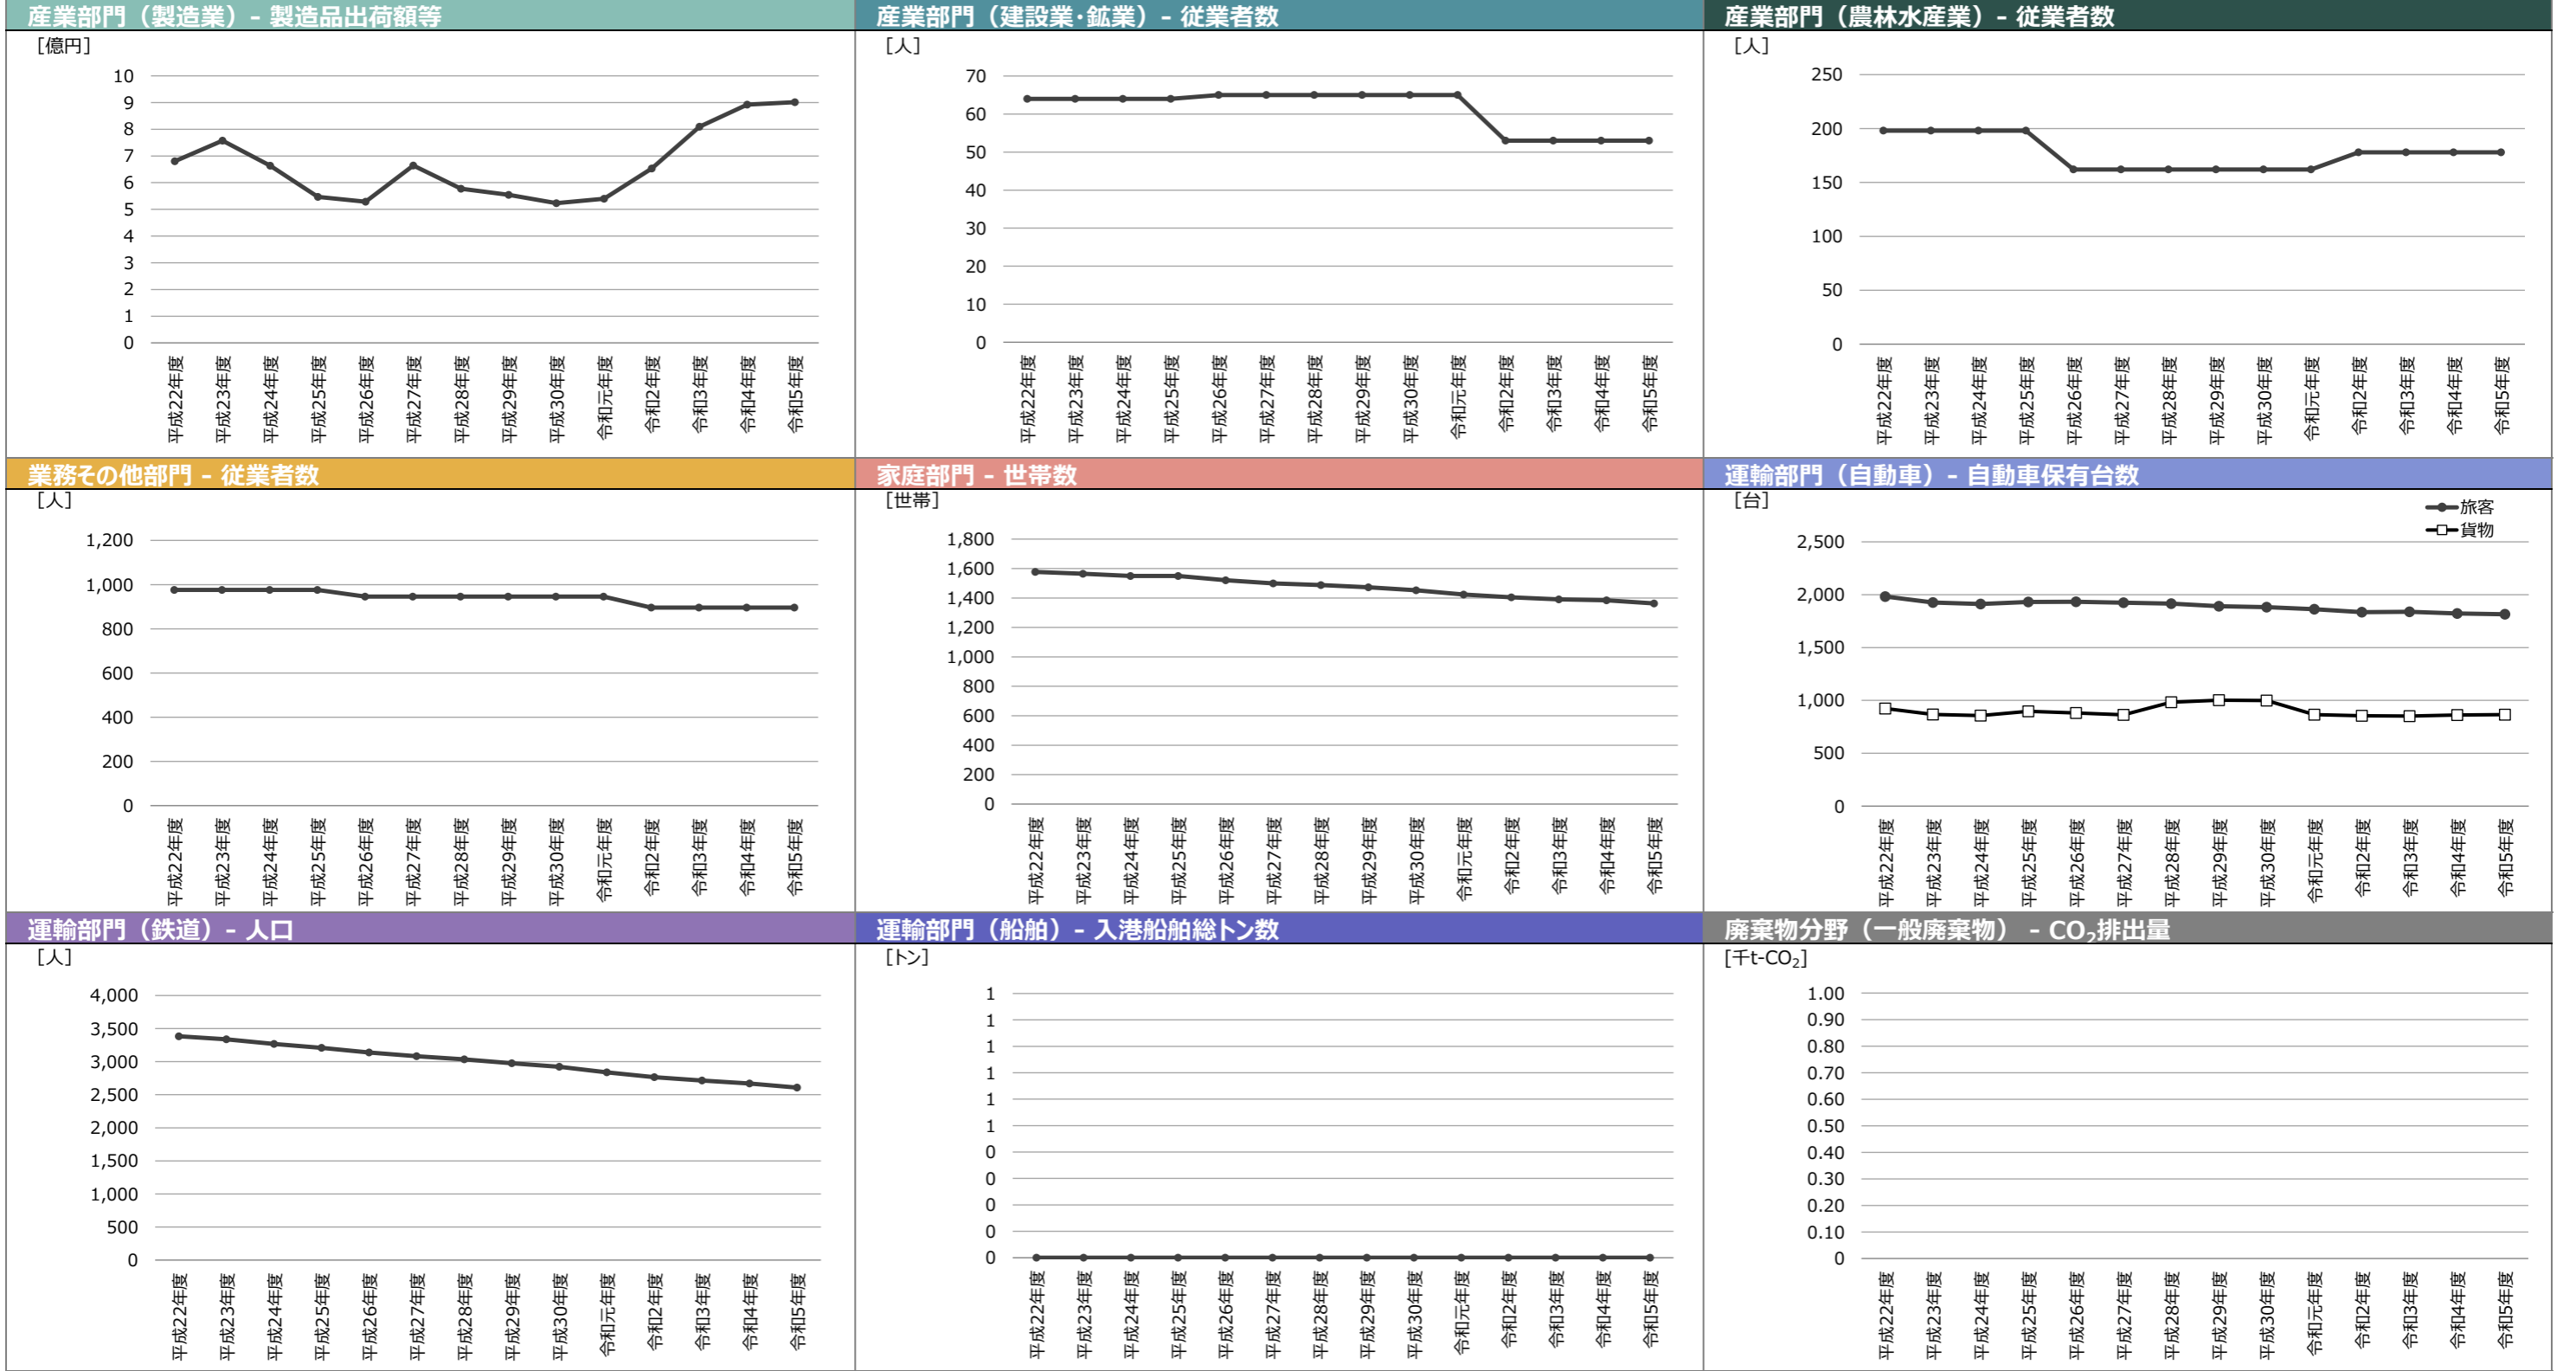 産業部門（製造業）- 製造品出荷額等
[億円]
10
9
8
7
6
5
4
3
2
1
0
平成22年度 平成23年度 平成24年度 平成25年度 平成26年度 平成27年度 平成28年度 平成29年度 平成30年度 令和元年度 令和2年度 令和3年度 令和4年度 令和5年度
産業部門（建設業･鉱業）- 従業者数
[人]
70
60
50
40
30
20
10
0
平成22年度 平成23年度 平成24年度 平成25年度 平成26年度 平成27年度 平成28年度 平成29年度 平成30年度 令和元年度 令和2年度 令和3年度 令和4年度 令和5年度
産業部門（農林水産業）- 従業者数
[人]
250
200
150
100
50
0
平成22年度 平成23年度 平成24年度 平成25年度 平成26年度 平成27年度 平成28年度 平成29年度 平成30年度 令和元年度 令和2年度 令和3年度 令和4年度 令和5年度
業務その他部門 - 従業者数
[人]
1,200
1,000
800
600
400
200
0
平成22年度 平成23年度 平成24年度 平成25年度 平成26年度 平成27年度 平成28年度 平成29年度 平成30年度 令和元年度 令和2年度 令和3年度 令和4年度 令和5年度
家庭部門 - 世帯数
[世帯]
1,800
1,600
1,400
1,200
1,000
800
600
400
200
0
平成22年度 平成23年度 平成24年度 平成25年度 平成26年度 平成27年度 平成28年度 平成29年度 平成30年度 令和元年度 令和2年度 令和3年度 令和4年度 令和5年度
運輸部門（自動車）- 自動車保有台数
[台]
旅客
貨物
2,500
2,000
1,500
1,000
500
0
平成22年度 平成23年度 平成24年度 平成25年度 平成26年度 平成27年度 平成28年度 平成29年度 平成30年度 令和元年度 令和2年度 令和3年度 令和4年度 令和5年度
運輸部門（鉄道）- 人口
[人]
4,000
3,500
3,000
2,500
2,000
1,500
1,000
500
0
平成22年度 平成23年度 平成24年度 平成25年度 平成26年度 平成27年度 平成28年度 平成29年度 平成30年度 令和元年度 令和2年度 令和3年度 令和4年度 令和5年度
運輸部門（船舶）- 入港船舶総トン数
[トン]
1
1
1
1
1
1
0
0
0
0
0
平成22年度 平成23年度 平成24年度 平成25年度 平成26年度 平成27年度 平成28年度 平成29年度 平成30年度 令和元年度 令和2年度 令和3年度 令和4年度 令和5年度
廃棄物分野（一般廃棄物） - CO₂排出量
[千t-CO₂]
1.00
0.90
0.80
0.70
0.60
0.50
0.40
0.30
0.20
0.10
0
平成22年度 平成23年度 平成24年度 平成25年度 平成26年度 平成27年度 平成28年度 平成29年度 平成30年度 令和元年度 令和2年度 令和3年度 令和4年度 令和5年度